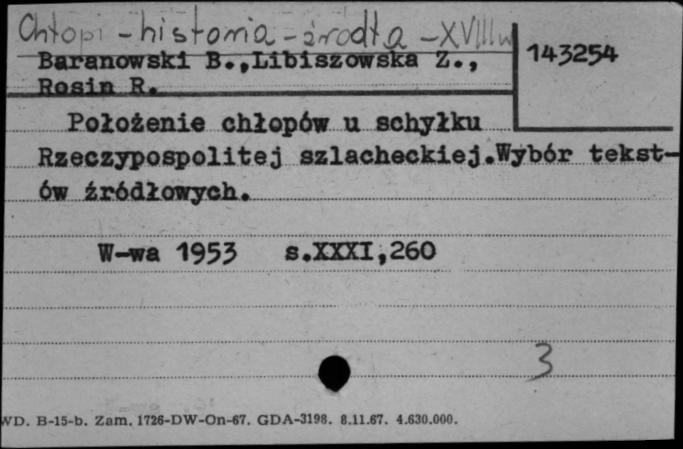 Chłopi - historia - źródła - XVIII w
Baranowski B., Libiszowska Z.,
143254
Rosin R.
Położenie chłopów u schyłku
Rzeczypospolitej szlacheckiej.Wybór tekst-
ów źródłowych.
W-wa 1953 s.XXXI,260
3
WD. B-15-b. Zam. 1726-DW-On-67. GDA-3198. 8.11.67. 4.630.000.